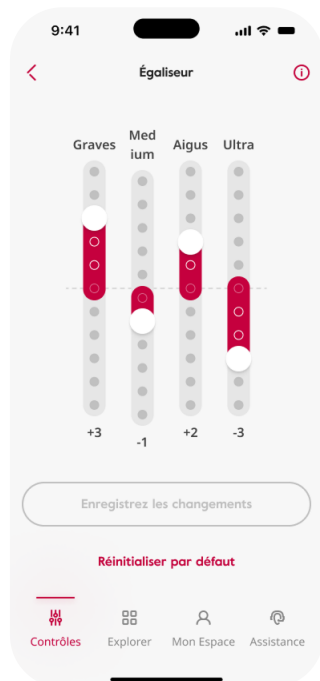 9:41
Égaliseur
Graves Med Aigus Ultra
ium
+3 -1 +2 -3
Enregistrez les changements
Réinitialiser par défaut
Contrôles Explorer Mon Espace Assistance